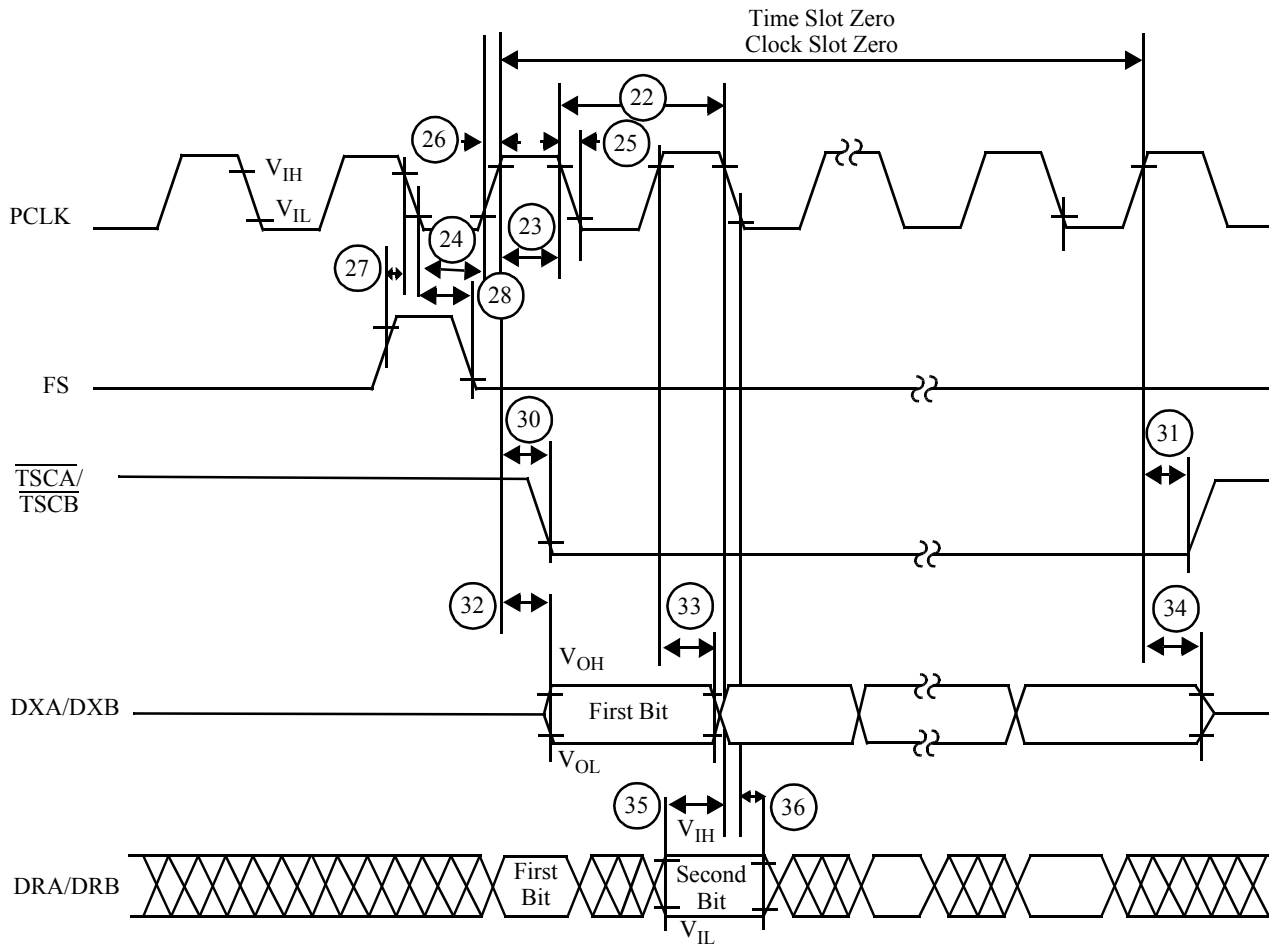 Time Slot Zero
Clock Slot Zero
22
26
25
V_IH
V_IL
PCLK
24
23
27
28
FS
30
31
TSCA/
TSCB
32
33
34
V_OH
DXA/DXB
First Bit
V_OL
35
36
V_IH
DRA/DRB
First
Bit
Second
Bit
V_IL